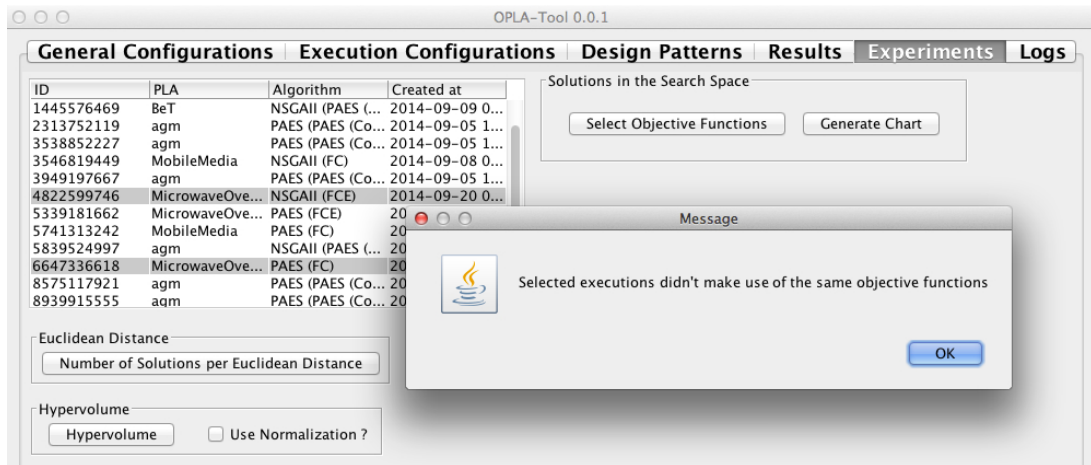 OPLA-Tool 0.0.1
General Configurations Execution Configurations Design Patterns Results Experiments Logs
ID PLA Algorithm Created at
1445576469 BeT NSGAII (PAES (... 2014-09-09 0...
2313752119 agm PAES (PAES (Co... 2014-09-05 1...
3538852227 agm PAES (PAES (Co... 2014-09-05 1...
3546819449 MobileMedia NSGAII (FC) 2014-09-08 0...
3949197667 agm PAES (PAES (Co... 2014-09-05 1...
4822599746 MicrowaveOve... NSGAII (FCE) 2014-09-20 0...
5339181662 MicrowaveOve... PAES (FCE) 20
5741313242 MobileMedia PAES (FC) 20
5839524997 agm NSGAII (PAES (... 20
6647336618 MicrowaveOve... PAES (FC) 20
8575117921 agm PAES (PAES (Co... 20
8939915555 agm PAES (PAES (Co... 20
Solutions in the Search Space
Select Objective Functions Generate Chart
Message
Selected executions didn't make use of the same objective functions
OK
Euclidean Distance
Number of Solutions per Euclidean Distance
Hypervolume
Hypervolume Use Normalization ?